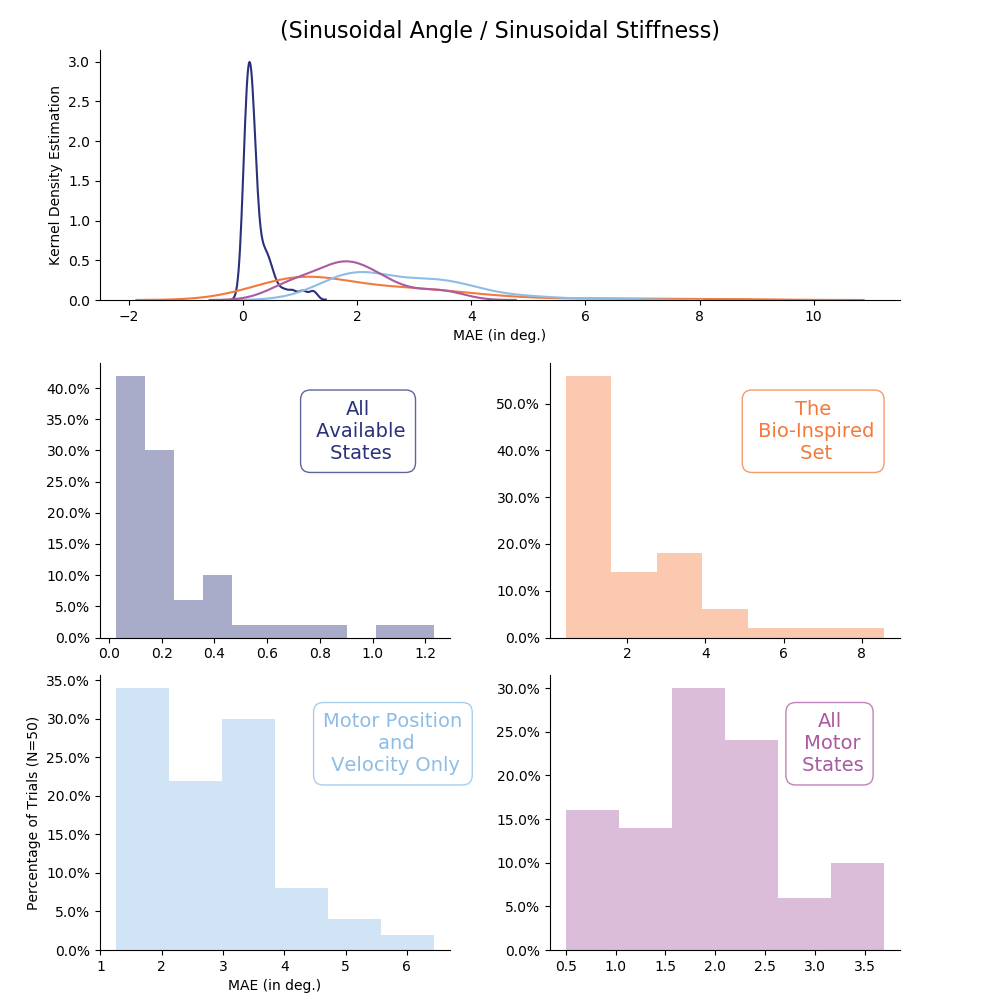 (Sinusoidal Angle / Sinusoidal Stiffness)
Kernel Density Estimation
3.0
2.5
2.0
1.5
1.0
0.5
0.0
−2 0 2 4 6 8 10
MAE (in deg.)
40.0%
35.0%
30.0%
25.0%
20.0%
15.0%
10.0%
5.0%
0.0%
0.0 0.2 0.4 0.6 0.8 1.0 1.2
All
Available
States
50.0%
40.0%
30.0%
20.0%
10.0%
0.0%
2 4 6 8
The
Bio-Inspired
Set
Percentage of Trials (N=50)
35.0%
30.0%
25.0%
20.0%
15.0%
10.0%
5.0%
0.0%
1 2 3 4 5 6
MAE (in deg.)
Motor Position
and
Velocity Only
30.0%
25.0%
20.0%
15.0%
10.0%
5.0%
0.0%
0.5 1.0 1.5 2.0 2.5 3.0 3.5
All
Motor
States